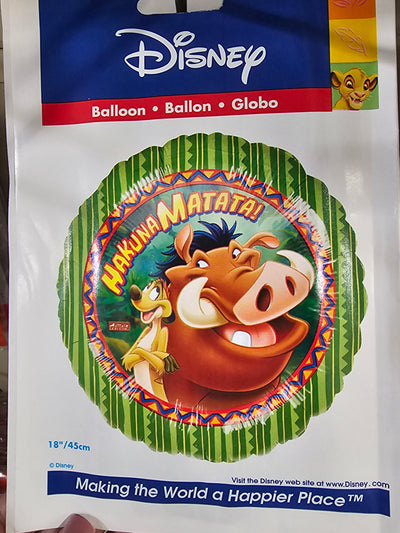 Disney
Balloon • Ballon • Globo
HAKUNA MATATA!
18"/45cm
© Disney
Visit the Disney web site at www.Disney.com
Making the World a Happier Place™